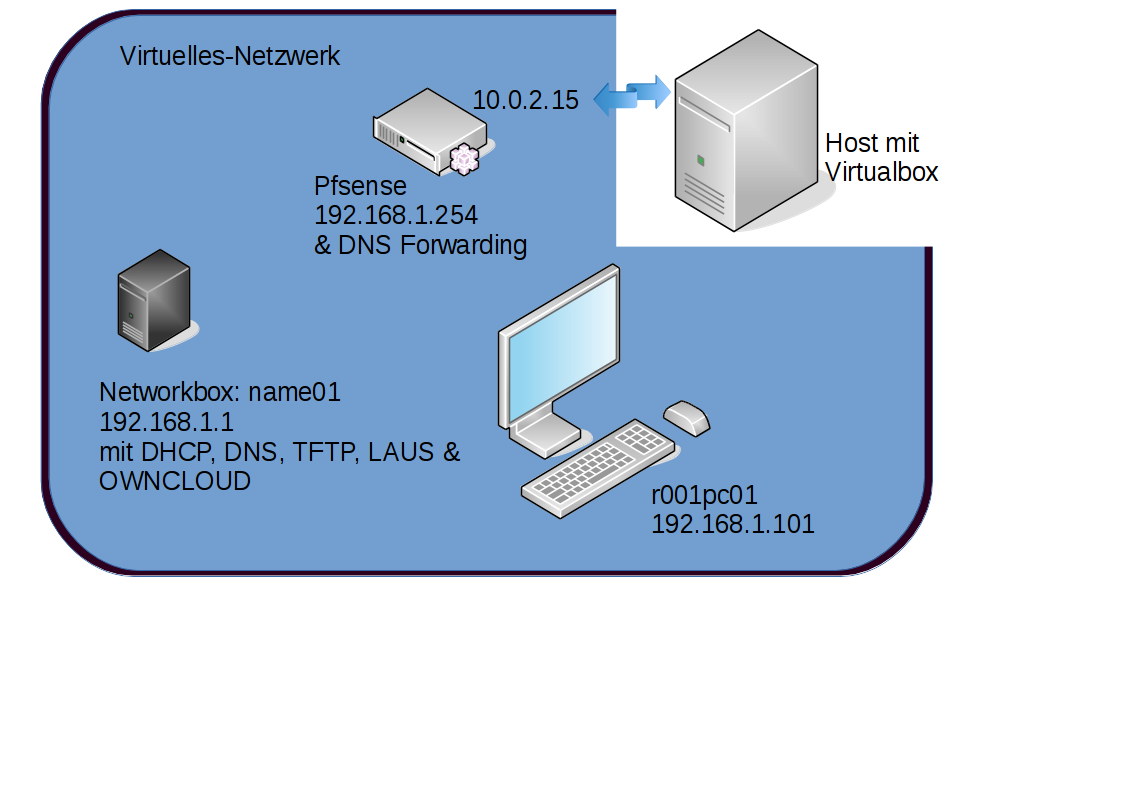 Virtuelles-Netzwerk
10.0.2.15
Host mit
Virtualbox
Pfsense
192.168.1.254
& DNS Forwarding
Networkbox: name01
192.168.1.1
mit DHCP, DNS, TFTP, LAUS &
OWNCLOUD
r001pc01
192.168.1.101